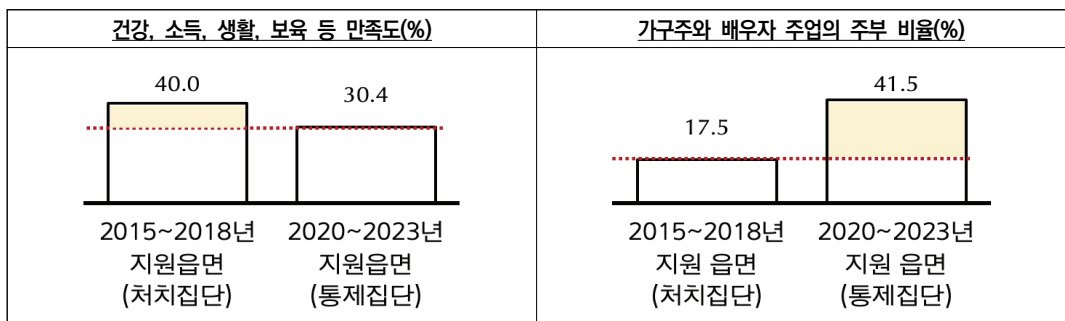 건강, 소득, 생활, 보육 등 만족도(%)
40.0
30.4
2015~2018년
지원읍면
(처치집단)
2020~2023년
지원읍면
(통제집단)
가구주와 배우자 주업의 주부 비율(%)
17.5
41.5
2015~2018년
지원 읍면
(처치집단)
2020~2023년
지원 읍면
(통제집단)